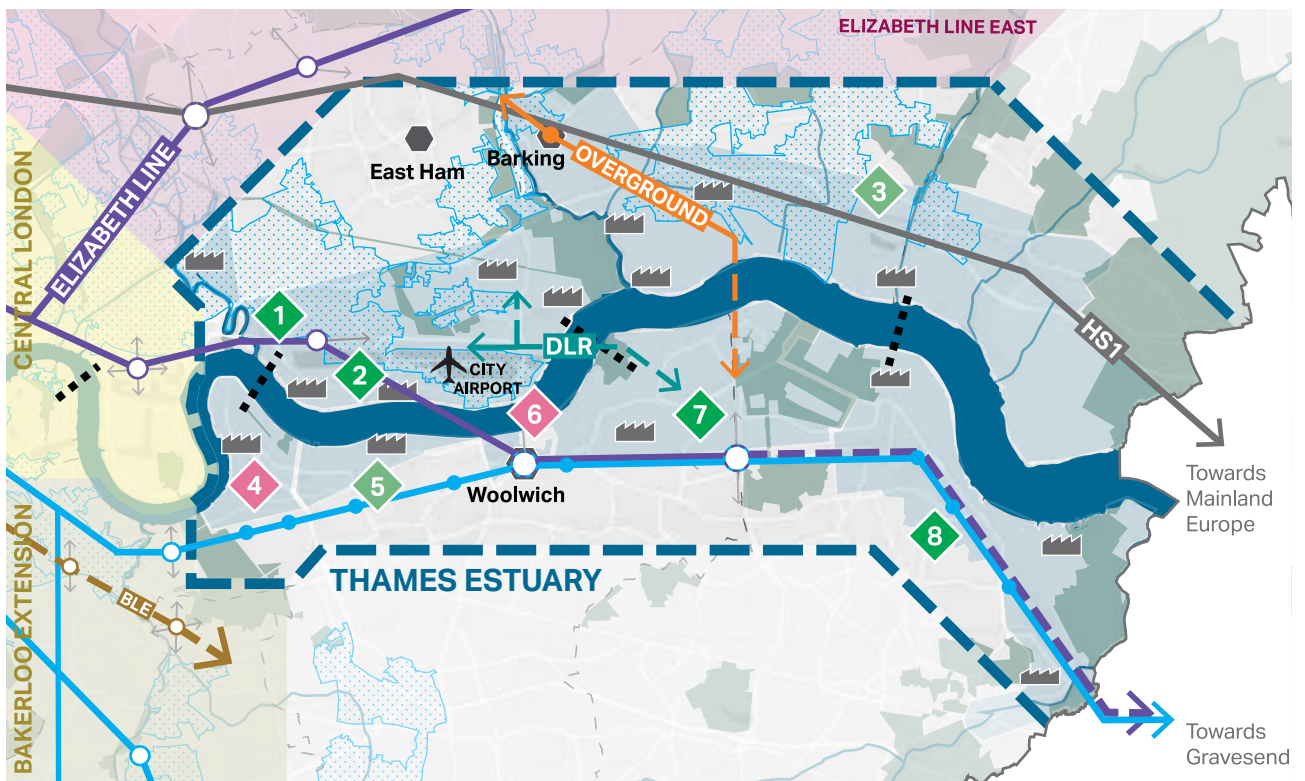 ELIZABETH LINE EAST
CENTRAL LONDON
ELIZABETH LINE
East Ham
Barking
OVERGROUND
3
1
HS1
DLR
CITY
AIRPORT
2
6
7
4
5
Woolwich
Towards
Mainland
Europe
8
BAKERLOO EXTENSION
THAMES ESTUARY
BLE
Towards
Gravesend